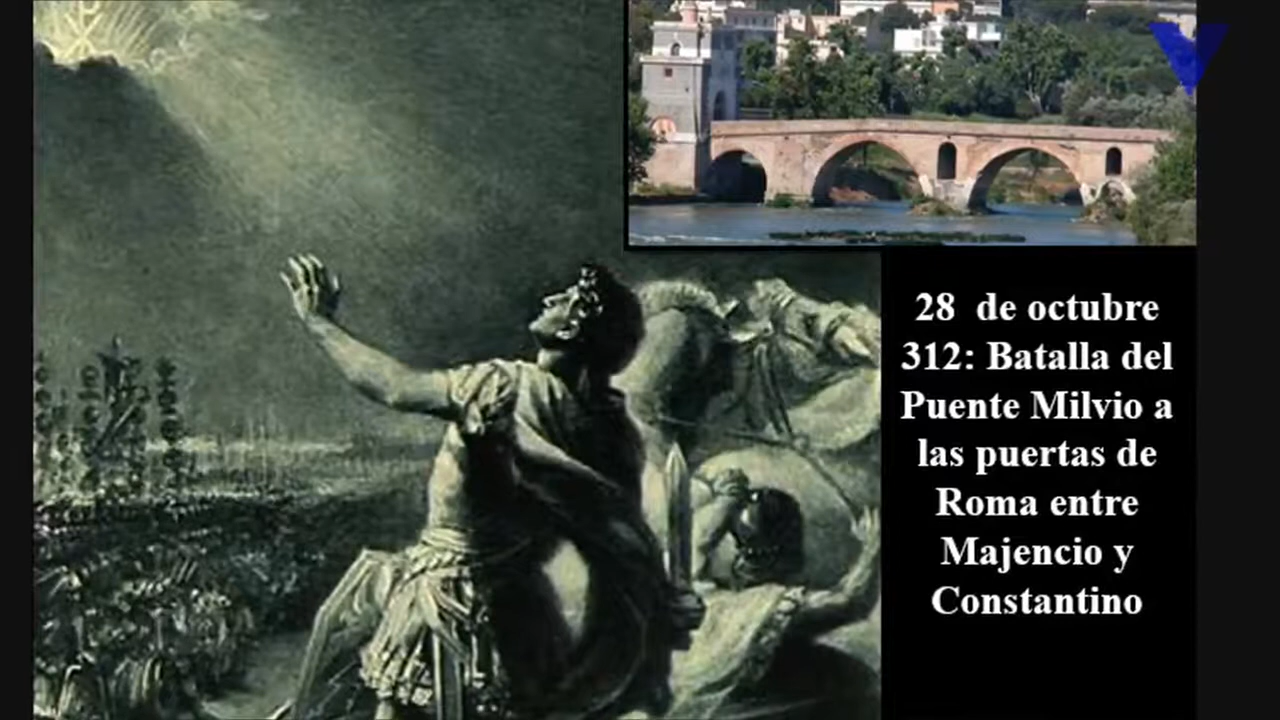 28 de octubre
312: Batalla del
Puente Milvio a
las puertas de
Roma entre
Majencio y
Constantino